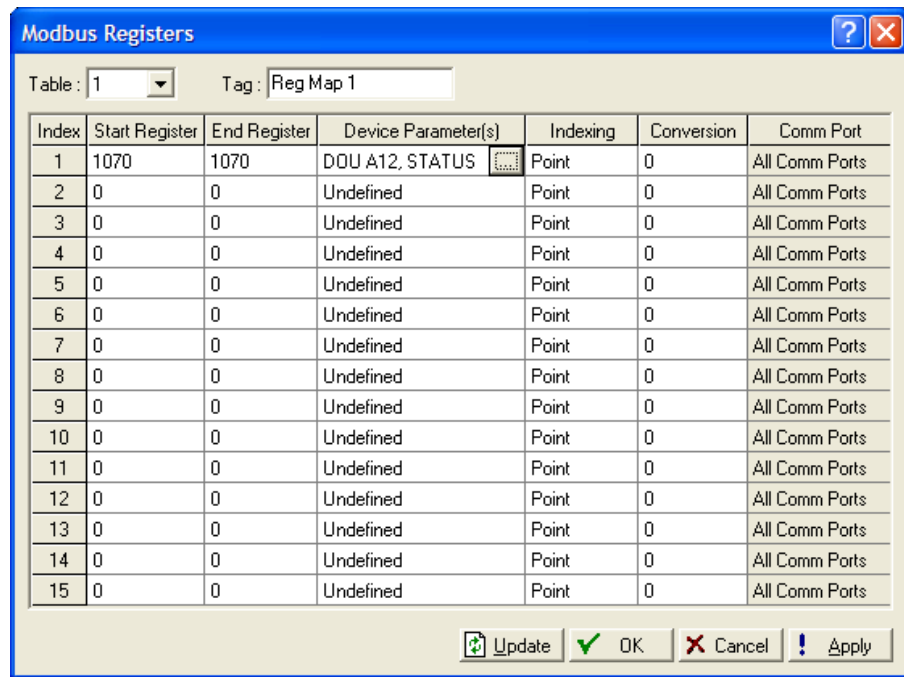 Modbus Registers
Table : 1 Tag : Reg Map 1
Index Start Register End Register Device Parameter(s) Indexing Conversion Comm Port
1 1070 1070 DOU A12, STATUS ... Point 0 All Comm Ports
2 0 0 Undefined Point 0 All Comm Ports
3 0 0 Undefined Point 0 All Comm Ports
4 0 0 Undefined Point 0 All Comm Ports
5 0 0 Undefined Point 0 All Comm Ports
6 0 0 Undefined Point 0 All Comm Ports
7 0 0 Undefined Point 0 All Comm Ports
8 0 0 Undefined Point 0 All Comm Ports
9 0 0 Undefined Point 0 All Comm Ports
10 0 0 Undefined Point 0 All Comm Ports
11 0 0 Undefined Point 0 All Comm Ports
12 0 0 Undefined Point 0 All Comm Ports
13 0 0 Undefined Point 0 All Comm Ports
14 0 0 Undefined Point 0 All Comm Ports
15 0 0 Undefined Point 0 All Comm Ports
Update OK Cancel Apply